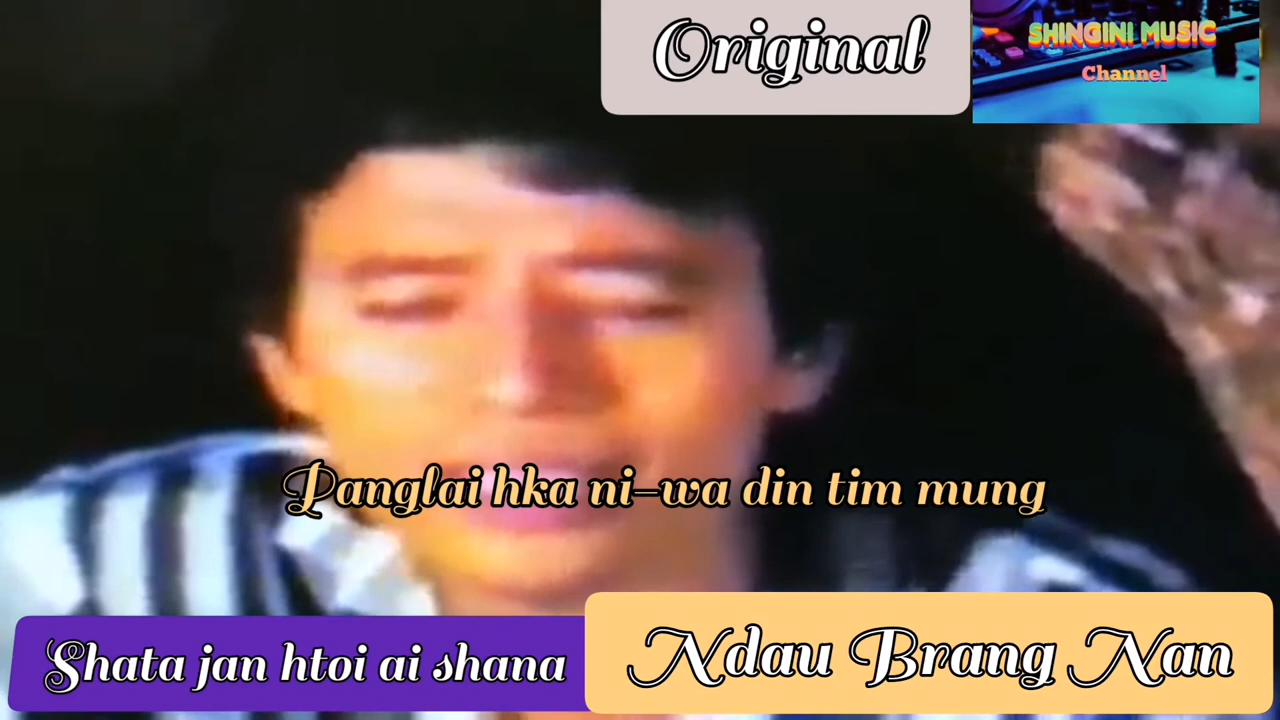 Original
SHINGINI MUSIC
Channel
Panglai hka ni-wa din tim mung
Shata jan htoi ai shana
Ndau Brang Nan